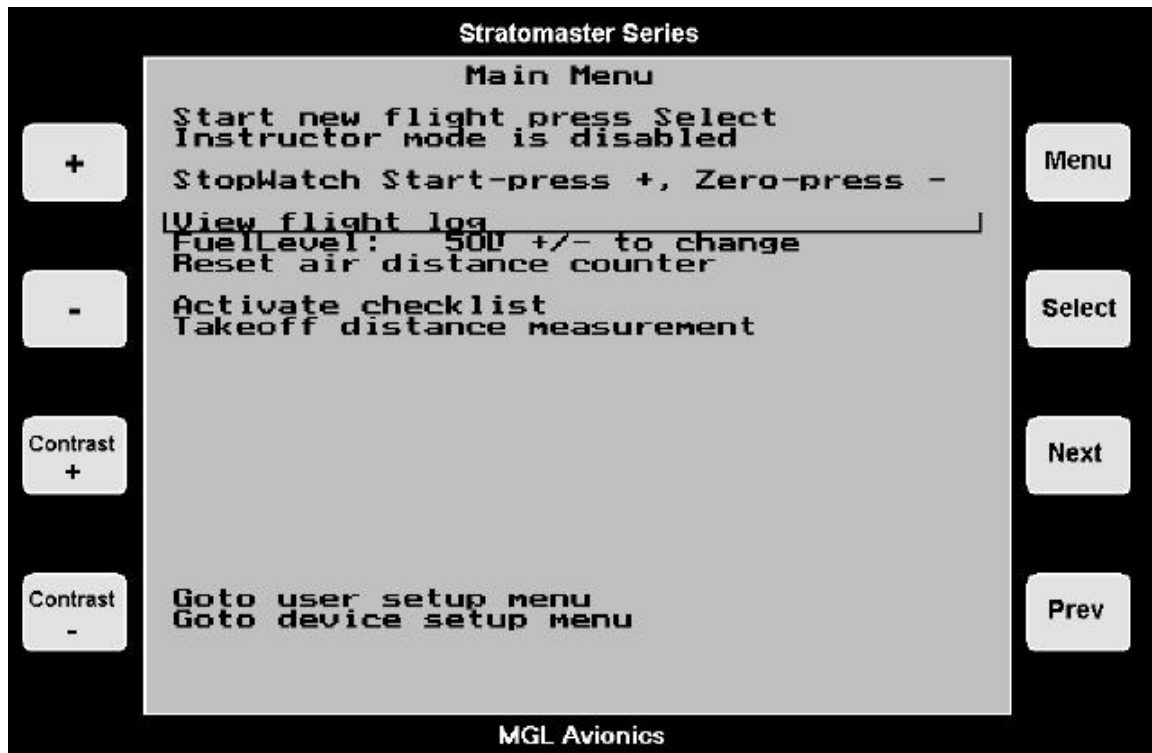 Stratomaster Series
Main Menu
Start new flight press Select
Instructor mode is disabled
StopWatch Start-press +, Zero-press -
View flight log
FuelLevel: 50 +/- to change
Reset air distance counter
Activate checklist
Takeoff distance measurement
Goto user setup menu
Goto device setup menu
+
-
Contrast
+
Contrast
-
Menu
Select
Next
Prev
MGL Avionics